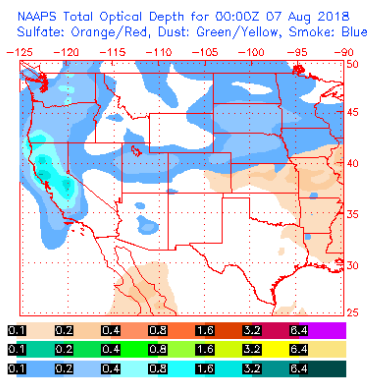 NAAPS Total Optical Depth for 00:00Z 07 Aug 2018
Sulfate: Orange/Red, Dust: Green/Yellow, Smoke: Blue
-125 -120 -115 -110 -105 -100 -95 -90
50
45
40
35
30
25
0.1 0.2 0.4 0.8 1.6 3.2 6.4
0.1 0.2 0.4 0.8 1.6 3.2 6.4
0.1 0.2 0.4 0.8 1.6 3.2 6.4